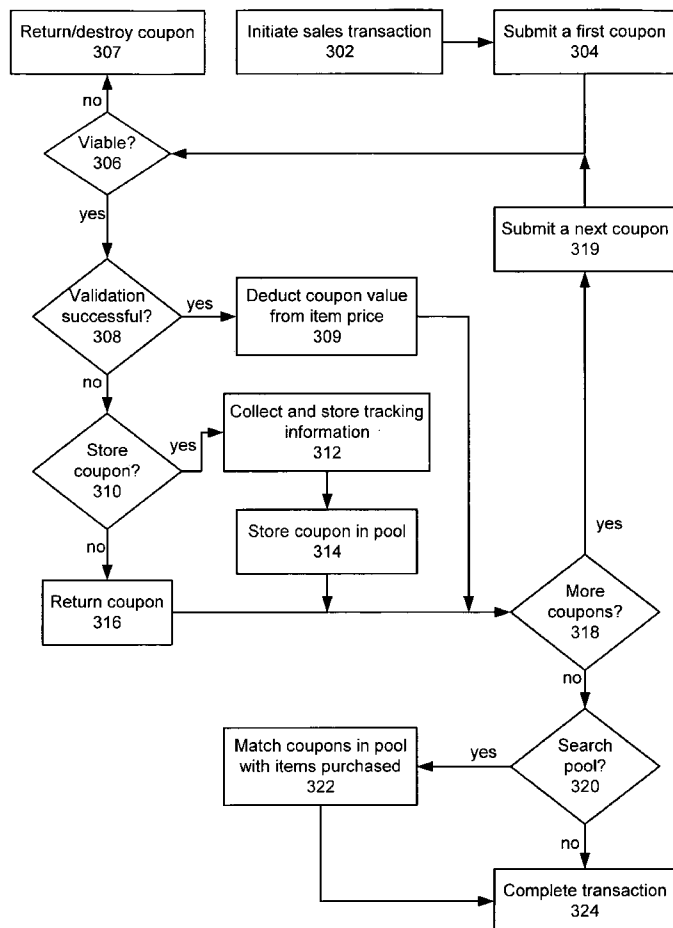 Return/destroy coupon
307
Initiate sales transaction
302
Submit a first coupon
304
no
Viable?
306
yes
Submit a next coupon
319
Validation
successful?
308
yes
Deduct coupon value
from item price
309
no
Store
coupon?
310
yes
Collect and store tracking
information
312
Store coupon in pool
314
no
Return coupon
316
yes
More
coupons?
318
no
Search
pool?
320
yes
Match coupons in pool
with items purchased
322
no
Complete transaction
324